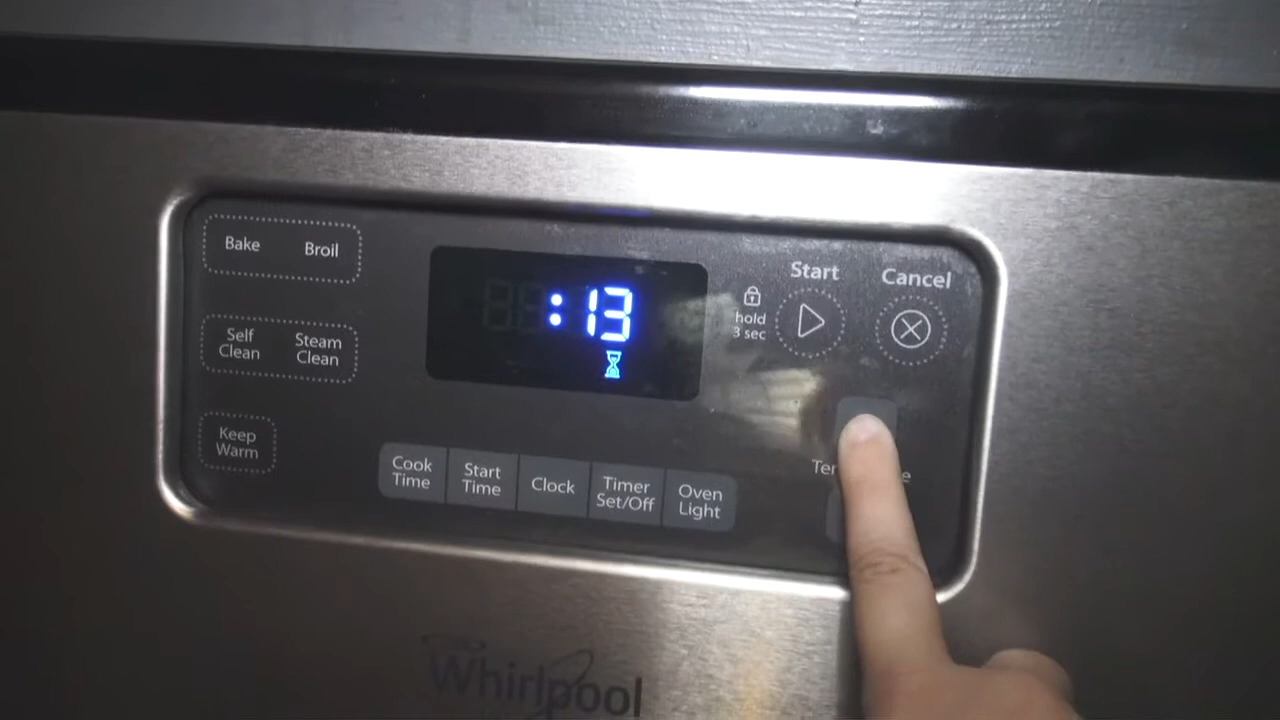 Bake Broil
:13
Start
Cancel
hold
3 sec
Self
Clean
Steam
Clean
Keep
Warm
Cook
Time
Start
Time
Clock
Timer
Set/Off
Oven
Light
Whirlpool